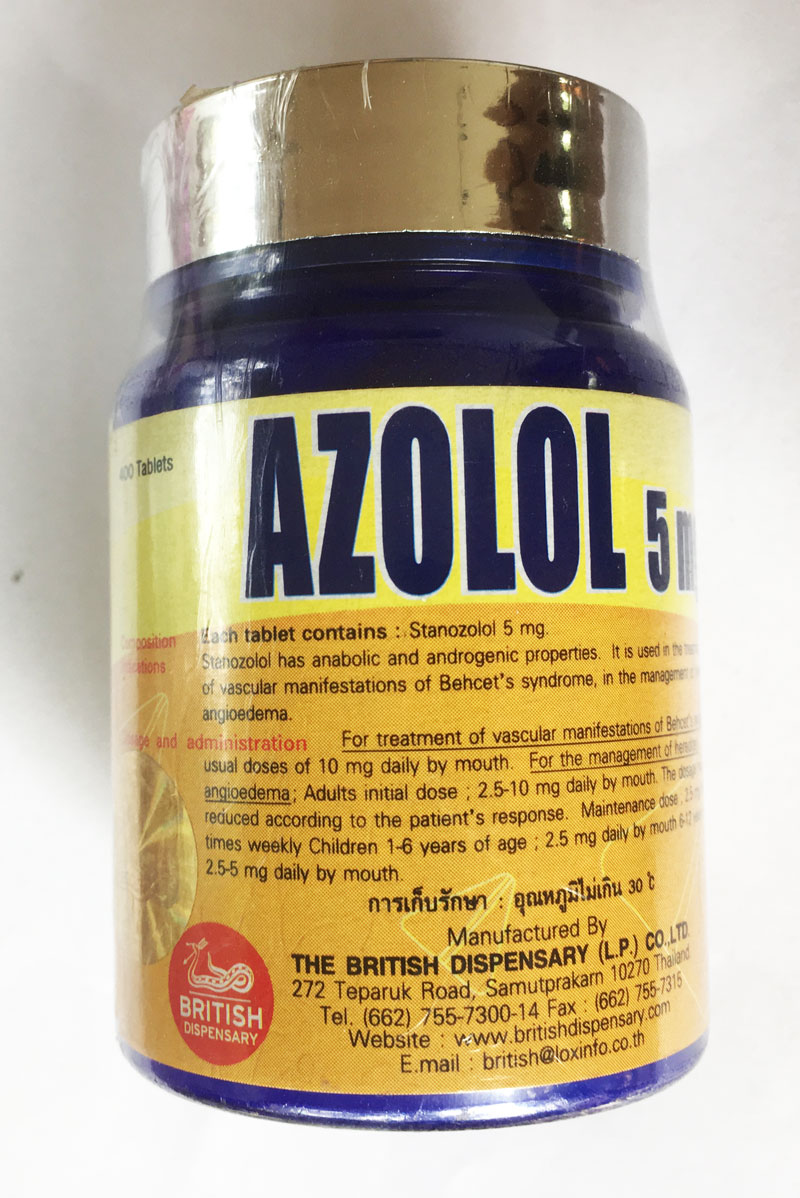 400 Tablets
AZOLOL 5
Composition
Each tablet contains : Stanozolol 5 mg.
Indications
Stanozolol has anabolic and androgenic properties. It is used in the
of vascular manifestations of Behcet's syndrome, in the management
angioedema.
and administration
For treatment of vascular manifestations of Behcet's
usual doses of 10 mg daily by mouth. For the management of
angioedema; Adults initial dose ; 2.5-10 mg daily by mouth. The
reduced according to the patient's response. Maintenance dose
times weekly Children 1-6 years of age ; 2.5 mg daily by mouth
2.5-5 mg daily by mouth.
การเก็บรักษา : อุณหภูมิไม่เกิน 30 ํc
Manufactured By
THE BRITISH DISPENSARY (L.P.) CO.,LTD.
272 Teparuk Road, Samutprakarn 10270 Thailand
Tel. (662) 755-7300-14 Fax : (662) 755-7315
Website : www.britishdispensary.com
E.mail : british@loxinfo.co.th
BRITISH
DISPENSARY